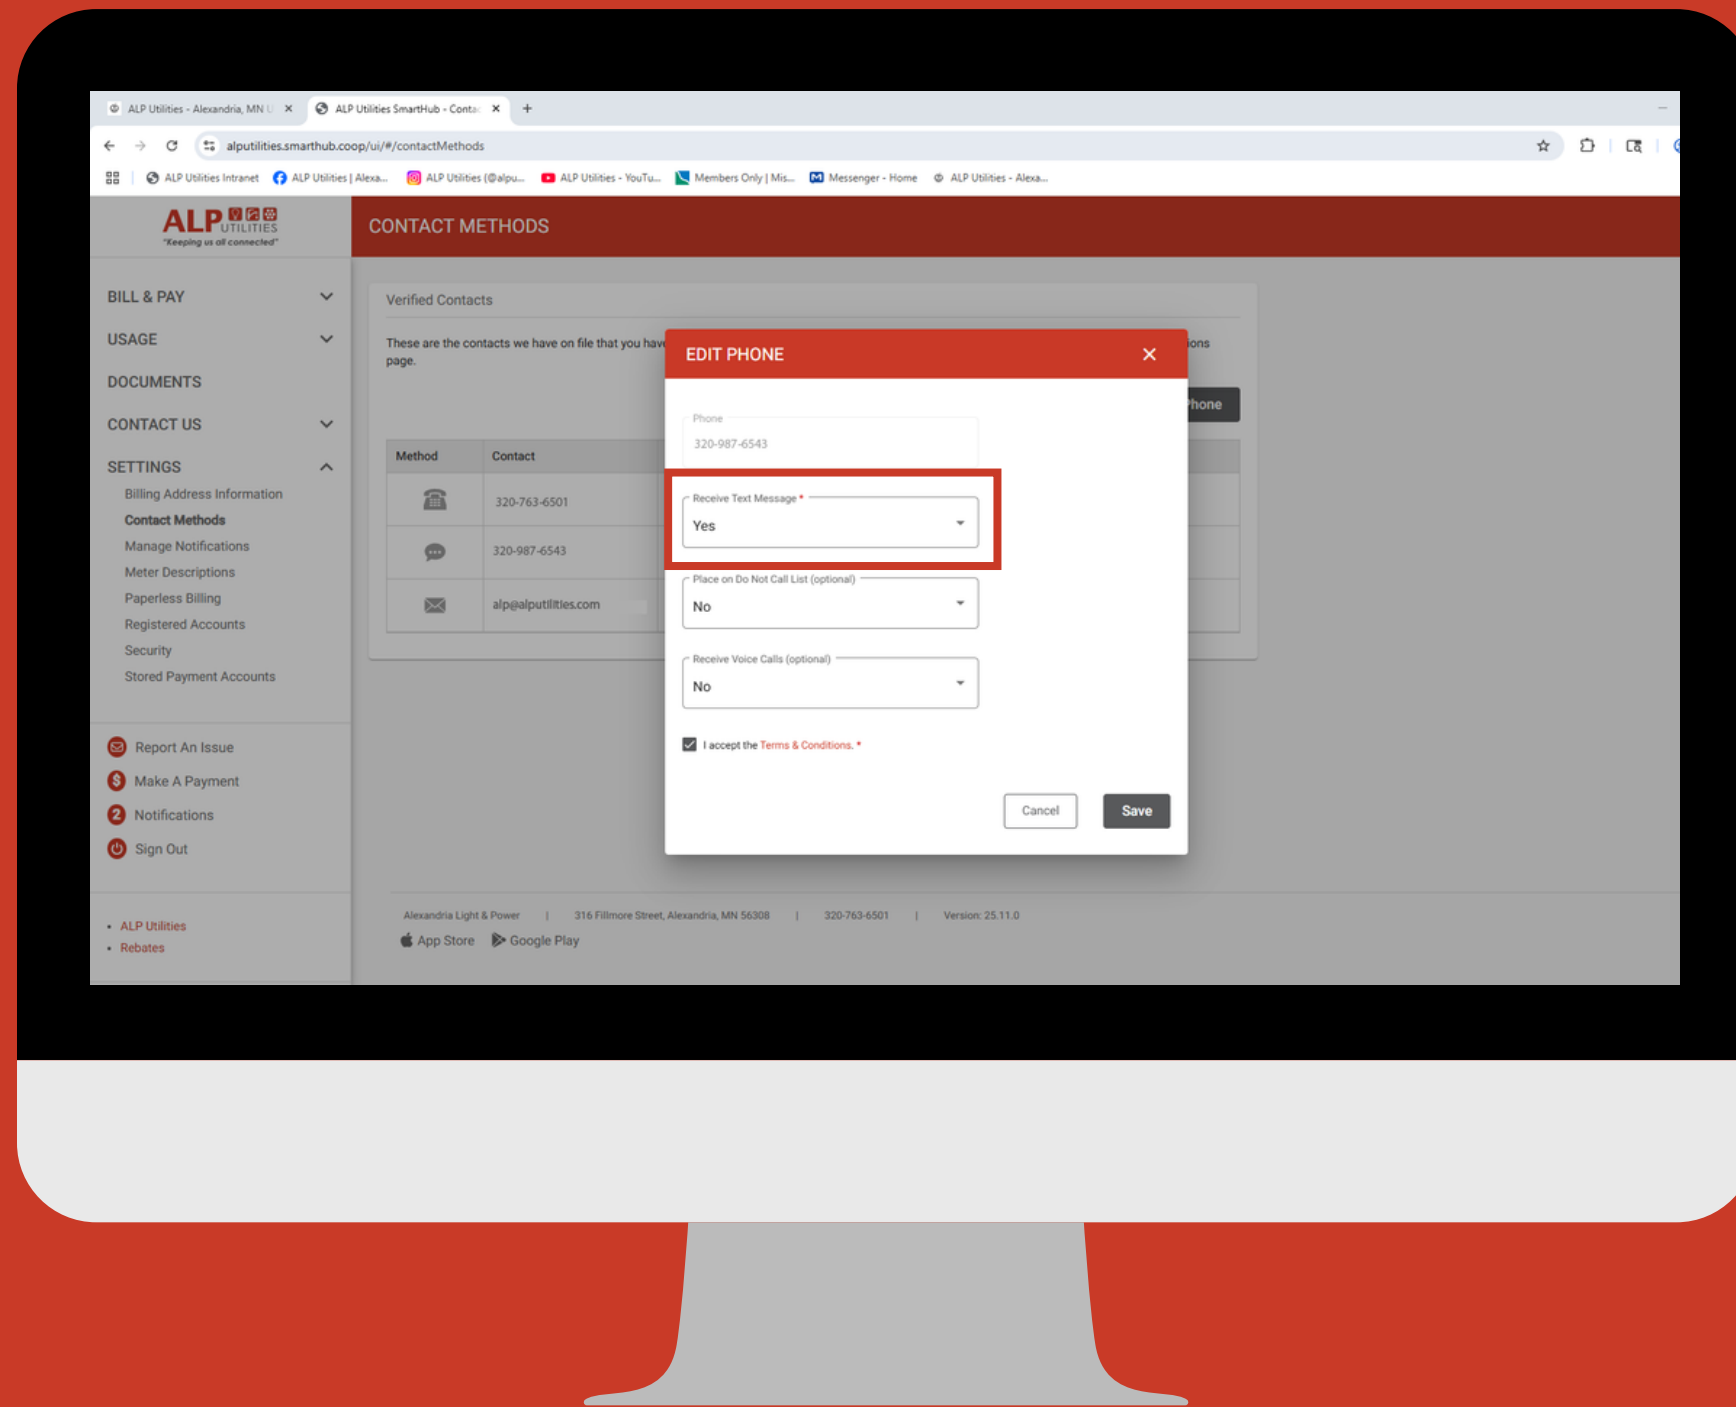 ALP Utilities - Alexandria, MN U
ALP Utilities SmartHub - Contac
alputilities.smarthub.coop/ui/#/contactMethods
ALP Utilities Intranet
ALP Utilities | Alexa...
ALP Utilities (@alpu...
ALP Utilities - YouTu...
Members Only | Mis...
Messenger - Home
ALP Utilities - Alexa...
ALP UTILITIES
"Keeping us all connected"
CONTACT METHODS
BILL & PAY
USAGE
DOCUMENTS
CONTACT US
SETTINGS
Billing Address Information
Contact Methods
Manage Notifications
Meter Descriptions
Paperless Billing
Registered Accounts
Security
Stored Payment Accounts
Report An Issue
Make A Payment
2 Notifications
Sign Out
• ALP Utilities
• Rebates
Verified Contacts
These are the contacts we have on file that you have
page.
Method Contact
320-763-6501
320-987-6543
alp@alputilities.com
EDIT PHONE
Phone
320-987-6543
Receive Text Message *
Yes
Place on Do Not Call List (optional)
No
Receive Voice Calls (optional)
No
I accept the Terms & Conditions. *
Cancel Save
Alexandria Light & Power | 316 Fillmore Street, Alexandria, MN 56308 | 320-763-6501 | Version: 25.11.0
App Store Google Play